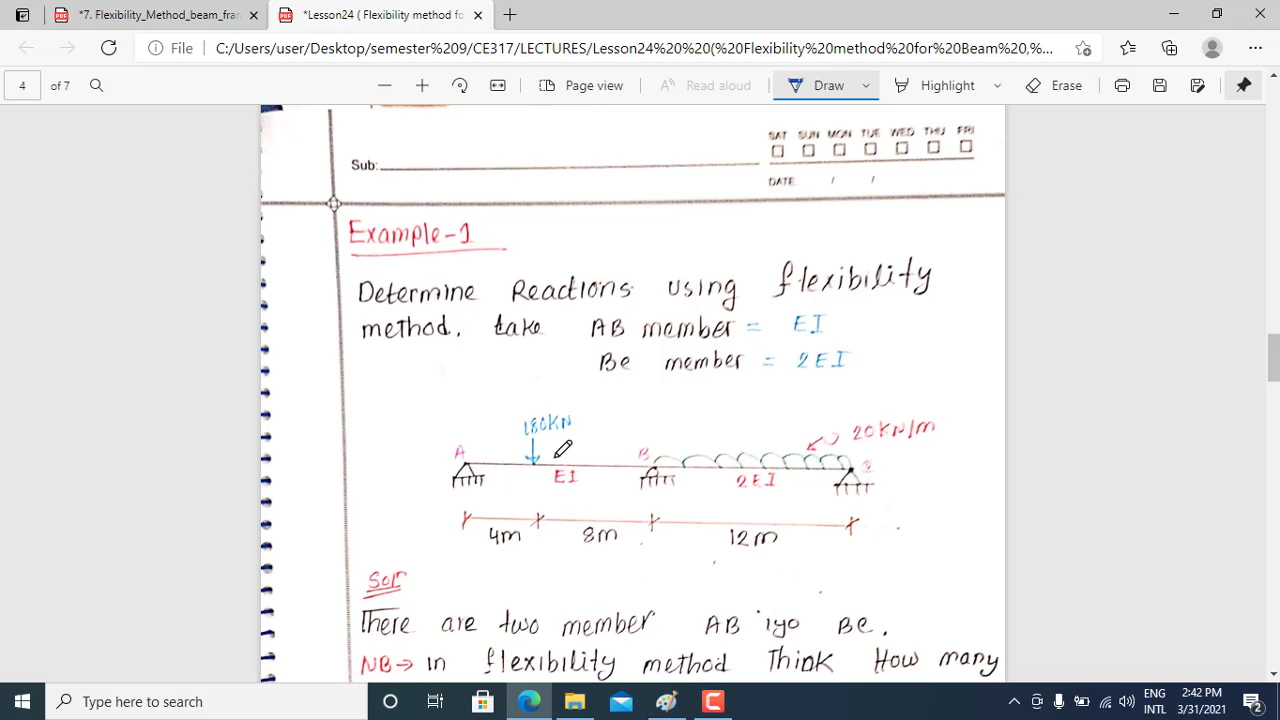 *7. Flexibility_Method_beam_frar
*Lesson24 ( Flexibility method fo
File
C:/Users/user/Desktop/semester%209/CE317/LECTURES/Lesson24%20%20(%20Flexibility%20method%20for%20Beam%20,%...
4 of 7
Page view
Read aloud
Draw
Highlight
Erase
SAT SUN MON TUE WED THU FRI
Sub:
DATE / /
Example-1
Determine Reactions using flexibility
method. take AB member = EI
Be member = 2EI
180KN
20KN/m
A
B
EI
2EI
4m
8m
12m
Sol
There are two member AB iyo Be.
NB→ in flexibility method Think How many
Type here to search
ENG
INTL
2:42 PM
3/31/2021
2